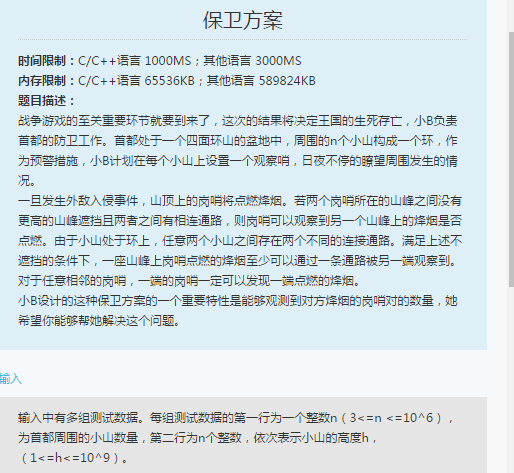 保卫方案
时间限制：C/C++语言 1000MS；其他语言 3000MS
内存限制：C/C++语言 65536KB；其他语言 589824KB
题目描述：
战争游戏的至关重要环节就要到来了，这次的结果将决定王国的生死存亡，小B负责
首都的防卫工作。首都处于一个四面环山的盆地中，周围的n个小山构成一个环，作
为预警措施，小B计划在每个小山上设置一个观察哨，日夜不停的瞭望周围发生的情
况。
一旦发生外敌入侵事件，山顶上的岗哨将点燃烽烟。若两个岗哨所在的山峰之间没有
更高的山峰遮挡且两者之间有相连通路，则岗哨可以观察到另一个山峰上的烽烟是否
点燃。由于小山处于环上，任意两个小山之间存在两个不同的连接通路。满足上述不
遮挡的条件下，一座山峰上岗哨点燃的烽烟至少可以通过一条通路被另一端观察到。
对于任意相邻的岗哨，一端的岗哨一定可以发现一端点燃的烽烟。
小B设计的这种保卫方案的一个重要特性是能够观测到对方烽烟的岗哨对的数量，她
希望你能够帮她解决这个问题。
输入
输入中有多组测试数据。每组测试数据的第一行为一个整数n（3<=n <=10^6），
为首都周围的小山数量，第二行为n个整数，依次表示小山的高度h，
（1<=h<=10^9）。